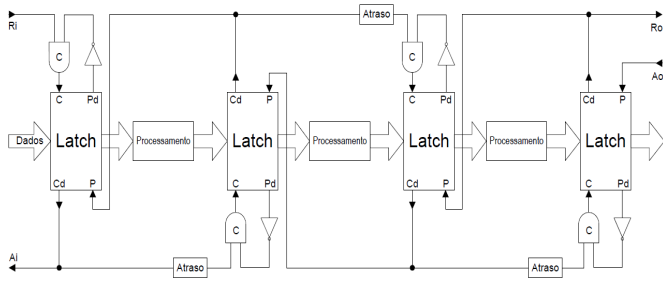 Atraso
Ri
Ro
C
C
Ao
C
Pd
Cd
P
C
Pd
Cd
P
Dados
Latch
Processamento
Latch
Processamento
Latch
Processamento
Latch
Cd
P
C
Pd
Cd
P
C
Pd
C
C
Ai
Atraso
Atraso